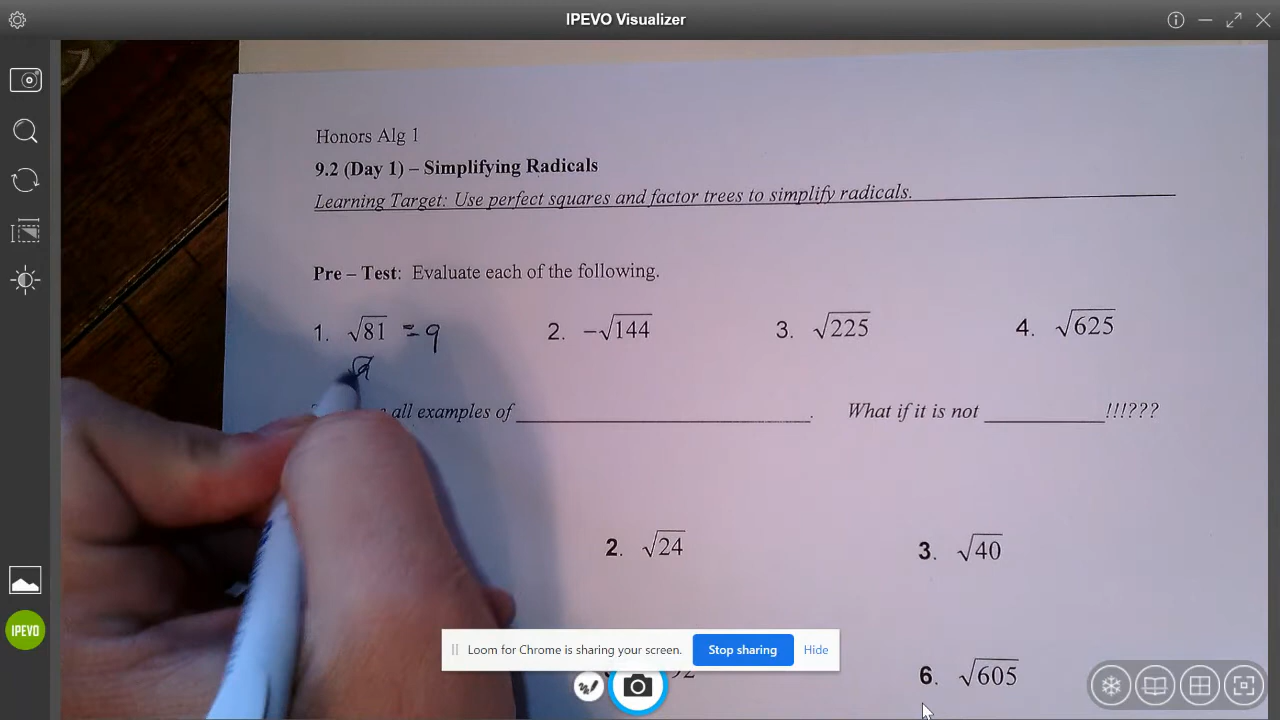 IPEVO Visualizer
Honors Alg 1
9.2 (Day 1) – Simplifying Radicals
Learning Target: Use perfect squares and factor trees to simplify radicals.
Pre – Test: Evaluate each of the following.
1. √81 = 9 2. −√144 3. √225 4. √625
all examples of ____________. What if it is not ________!!!???
2. √24 3. √40
Loom for Chrome is sharing your screen. Stop sharing Hide
6. √605
IPEVO